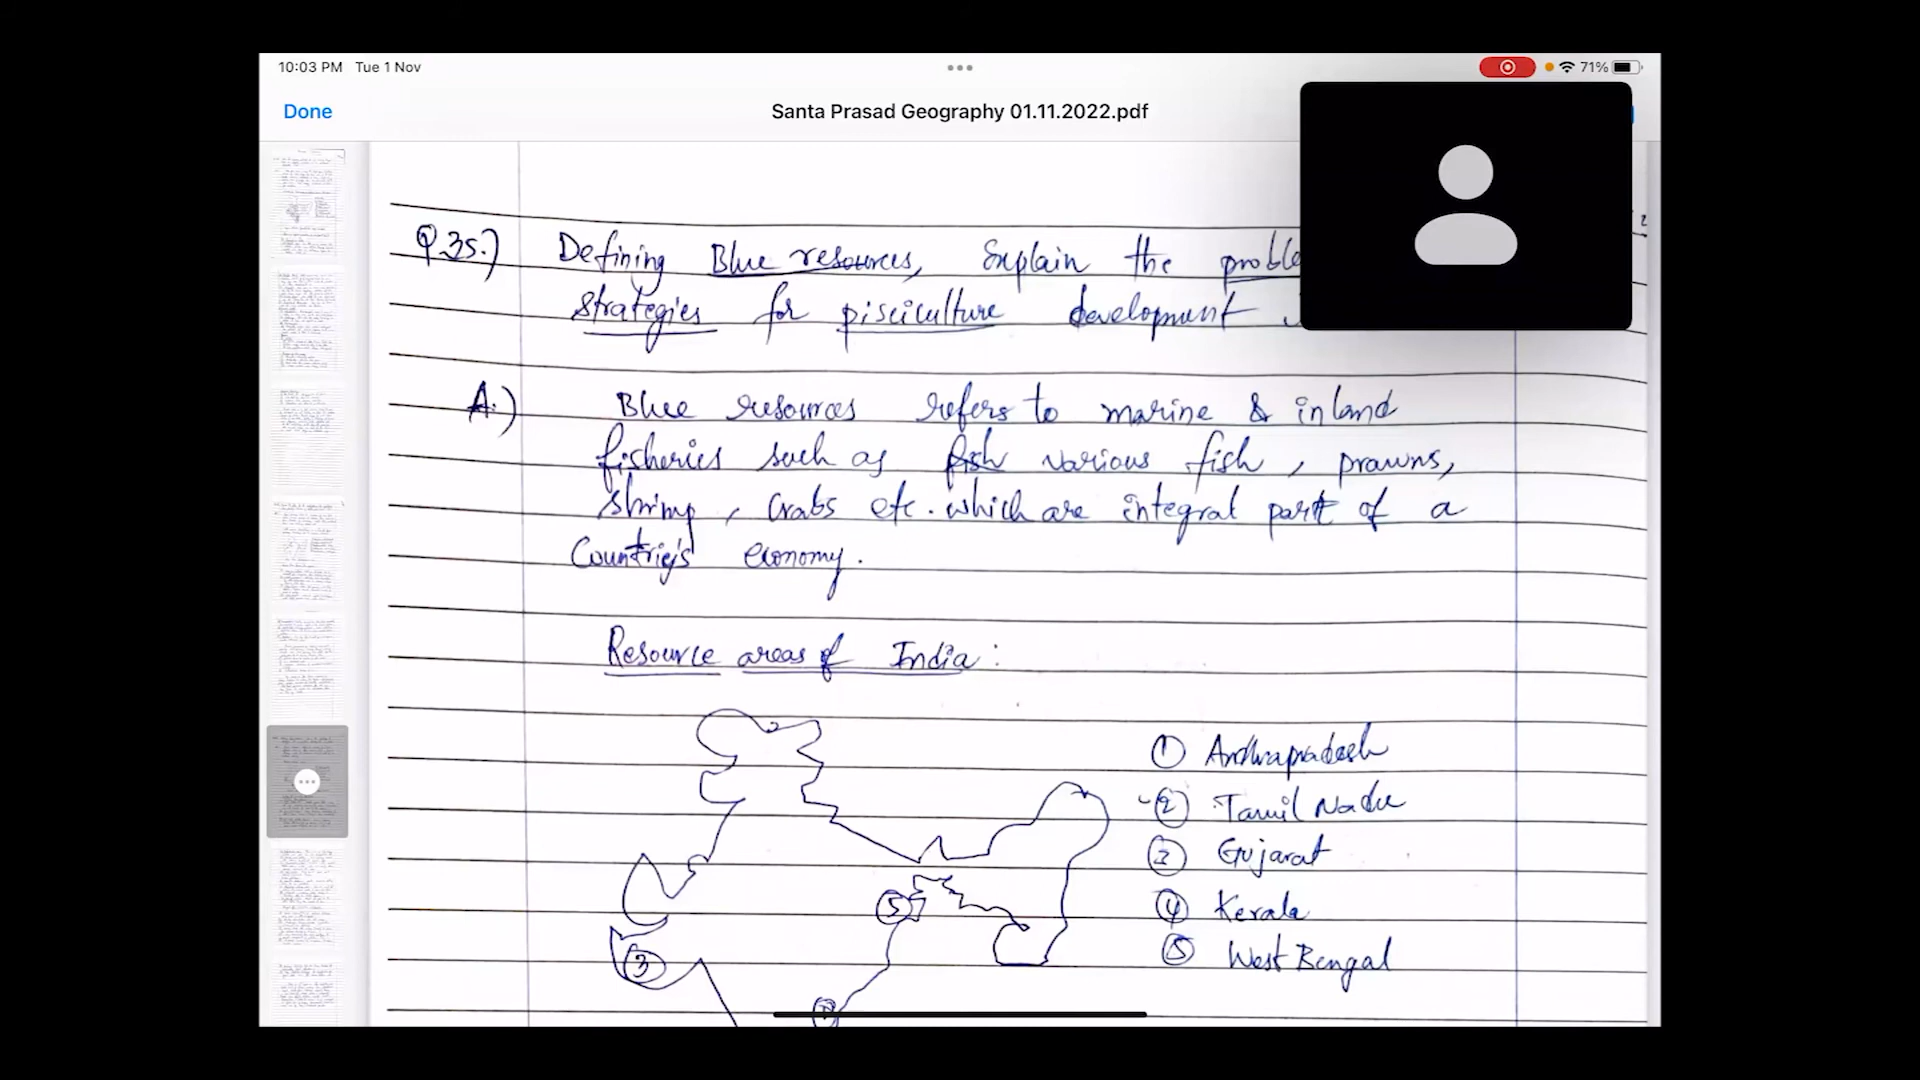 10:03 PM Tue 1 Nov
71%
Done
Santa Prasad Geography 01.11.2022.pdf
Q.35.) Defining Blue resources, Explain the proble
strategies for pisciculture development
A.) Blue resources refers to marine & inland
fisheries such as fish various fish, prawns,
shrimp, crabs etc. which are integral part of a
Countrie's economy.
Resource areas of India:
① Andhrapradesh
② Tamil Nadu
③ Gujarat
④ Kerala
⑤ West Bengal
⑤
③
①